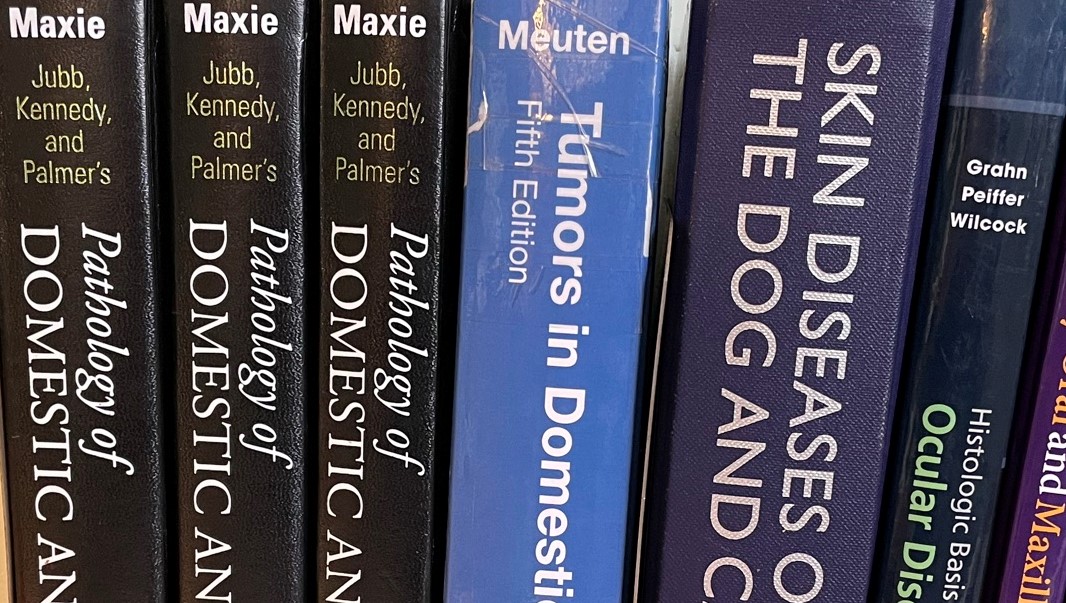 Maxie
Jubb,
Kennedy,
and
Palmer's
Pathology of
DOMESTIC AN
Maxie
Jubb,
Kennedy,
and
Palmer's
Pathology of
DOMESTIC AN
Maxie
Jubb,
Kennedy,
and
Palmer's
Pathology of
DOMESTIC AN
Meuten
Tumors in Domestic
Fifth Edition
SKIN DISEASES O
THE DOG AND C
Grahn
Peiffer
Wilcock
Histologic Basis
Ocular Dis
and Maxil